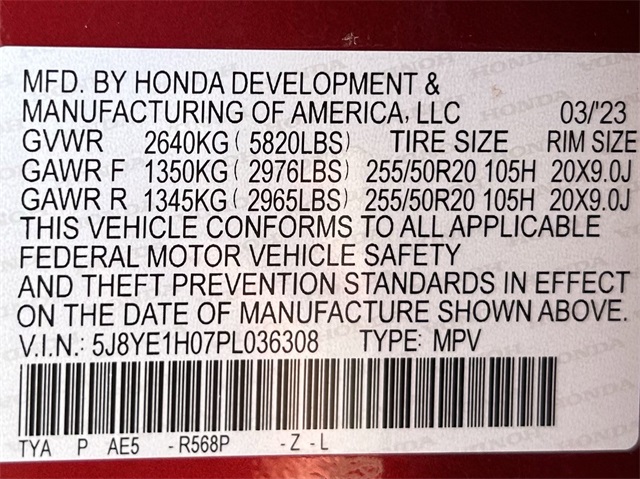 MFD. BY HONDA DEVELOPMENT &
MANUFACTURING OF AMERICA, LLC 03/'23
GVWR 2640KG ( 5820LBS) TIRE SIZE RIM SIZE
GAWR F 1350KG ( 2976LBS) 255/50R20 105H 20X9.0J
GAWR R 1345KG ( 2965LBS) 255/50R20 105H 20X9.0J
THIS VEHICLE CONFORMS TO ALL APPLICABLE
FEDERAL MOTOR VEHICLE SAFETY
AND THEFT PREVENTION STANDARDS IN EFFECT
ON THE DATE OF MANUFACTURE SHOWN ABOVE.
V.I.N.: 5J8YE1H07PL036308 TYPE: MPV
TYA P AE5 -R568P -Z-L